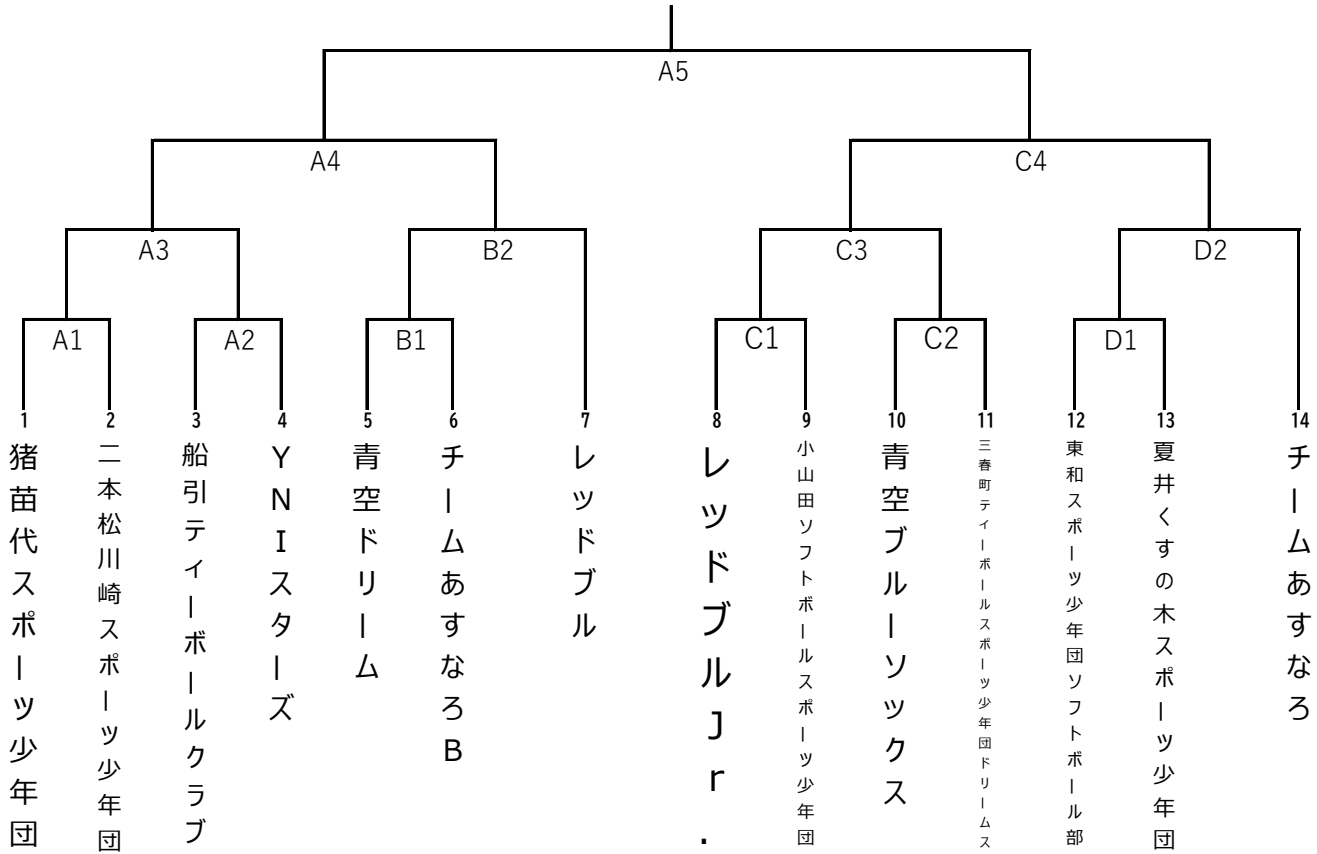 A5
A4
C4
A3
B2
C3
D2
A1
A2
B1
C1
C2
D1
1
2
3
4
5
6
7
8
9
10
11
12
13
14
猪苗代スポーツ少年団
二本松川崎スポーツ少年団
船引ティーボールクラブ
YNIスターズ
青空ドリーム
チームあすなろB
レッドブル
レッドブルJr.
小山田ソフトボールスポーツ少年団
青空ブルーソックス
三春町ティーボールスポーツ少年団ドリームス
東和スポーツ少年団ソフトボール部
夏井くすの木スポーツ少年団
チームあすなろ